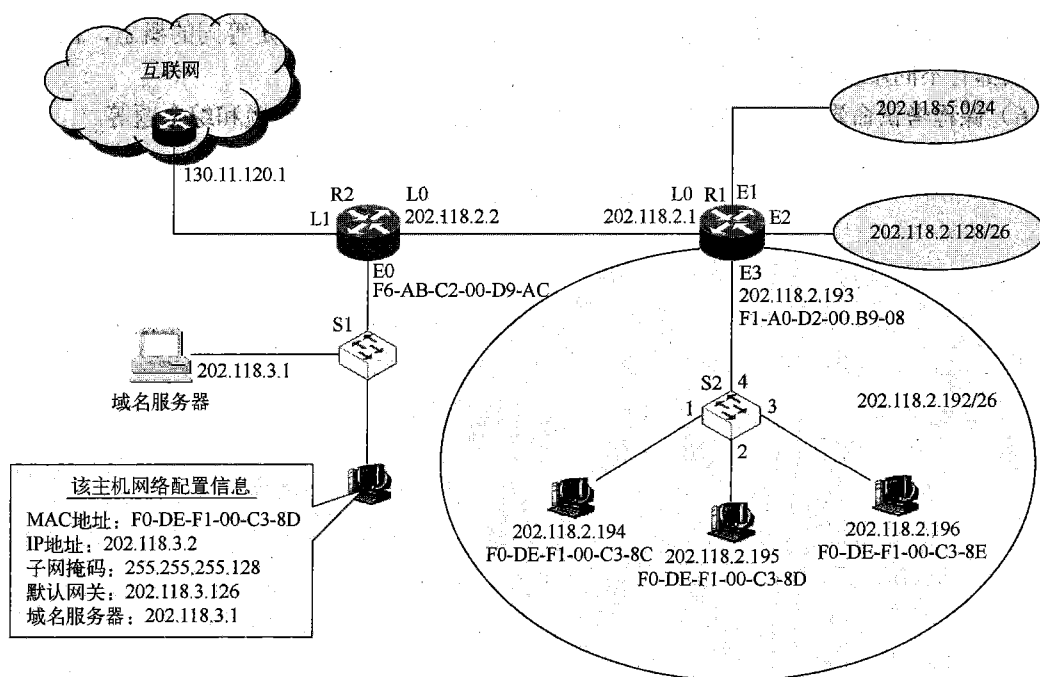 互联网
130.11.120.1
R2
L0
L1
202.118.2.2
E0
F6-AB-C2-00-D9-AC
L0
R1
E1
202.118.2.1
E2
202.118.5.0/24
202.118.2.128/26
E3
202.118.2.193
F1-A0-D2-00.B9-08
S1
202.118.3.1
域名服务器
S2
4
1
3
2
202.118.2.192/26
202.118.2.194
F0-DE-F1-00-C3-8C
202.118.2.195
F0-DE-F1-00-C3-8D
202.118.2.196
F0-DE-F1-00-C3-8E
该主机网络配置信息
MAC地址：F0-DE-F1-00-C3-8D
IP地址：202.118.3.2
子网掩码：255.255.255.128
默认网关：202.118.3.126
域名服务器：202.118.3.1